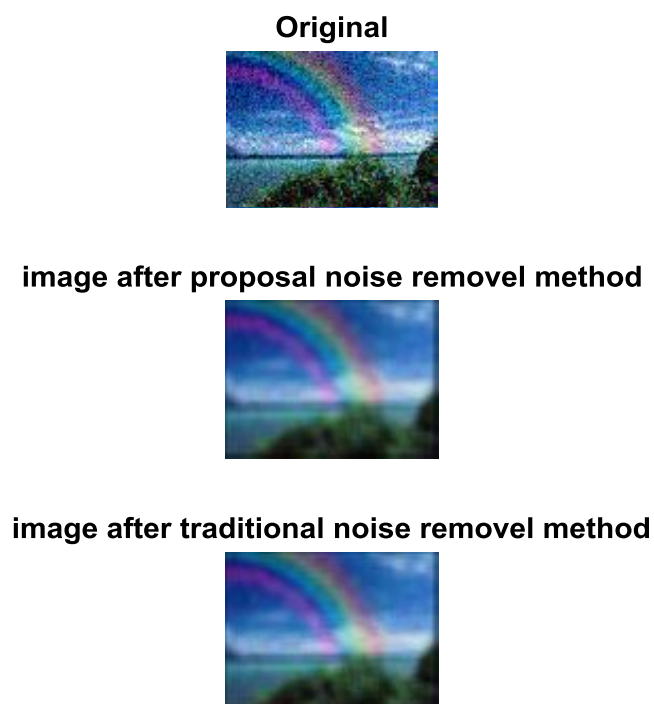 Original
image after proposal noise removel method
image after traditional noise removel method